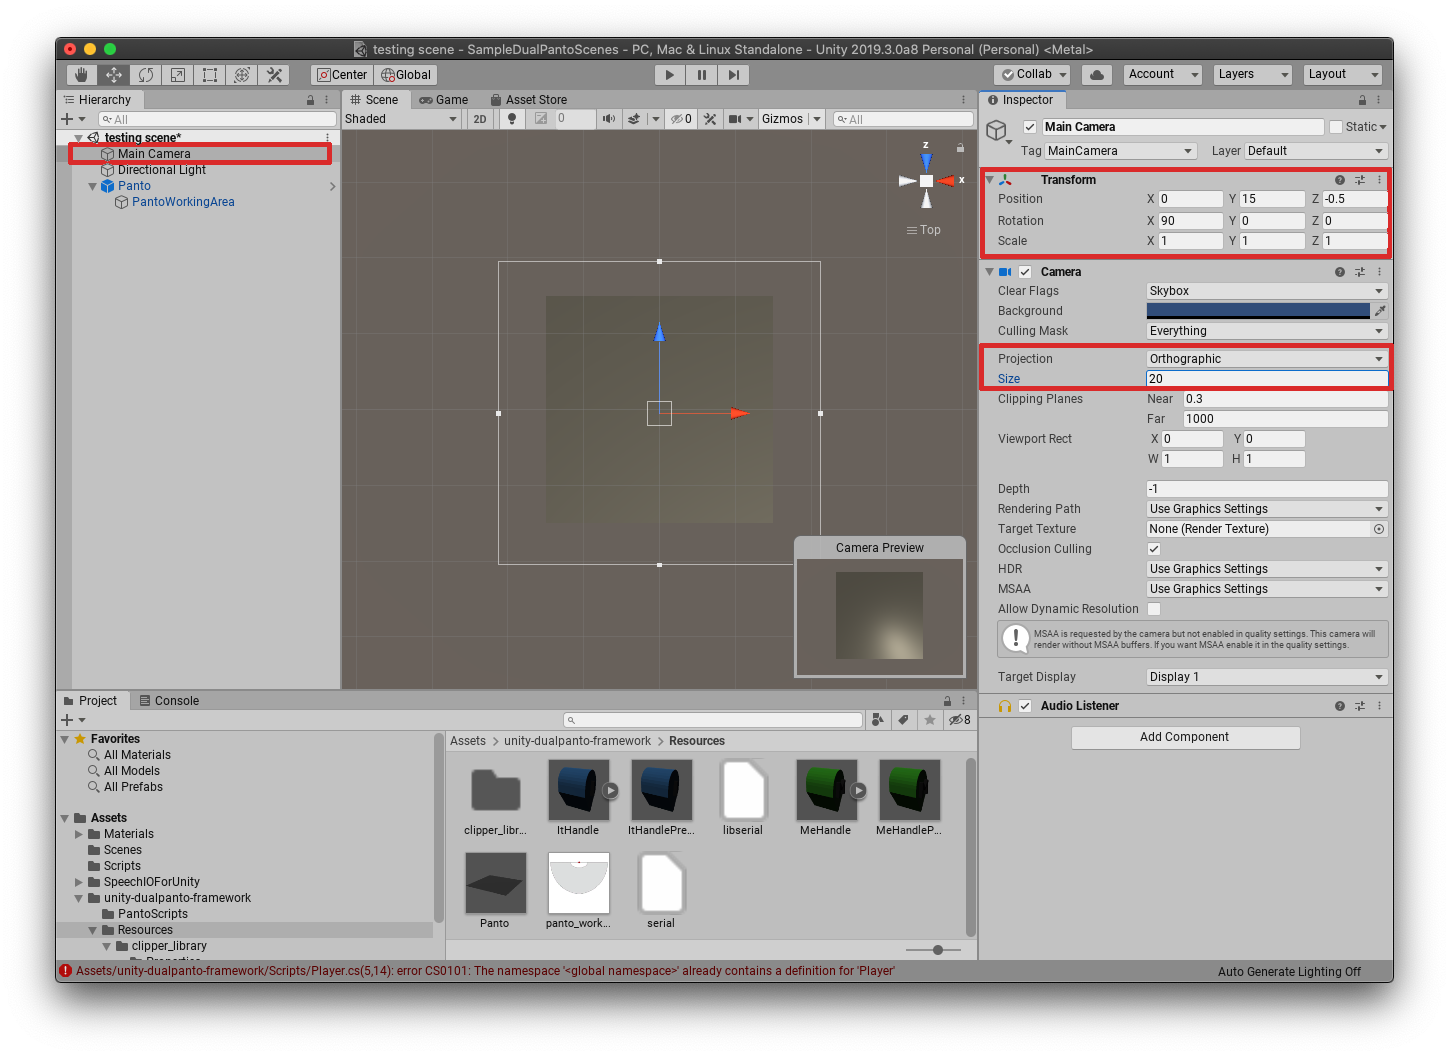 testing scene - SampleDualPantoScenes - PC, Mac & Linux Standalone - Unity 2019.3.0a8 Personal (Personal) <Metal>
Center Global Collab Account Layers Layout
Hierarchy
All
testing scene*
Main Camera
Directional Light
Panto
PantoWorkingArea
Scene Game Asset Store
Shaded 2D 0 0 Gizmos All
z
x
Top
Camera Preview
Inspector
Main Camera Static
Tag MainCamera Layer Default
Transform
Position X 0 Y 15 Z -0.5
Rotation X 90 Y 0 Z 0
Scale X 1 Y 1 Z 1
Camera
Clear Flags Skybox
Background
Culling Mask Everything
Projection Orthographic
Size 20
Clipping Planes Near 0.3
Far 1000
Viewport Rect X 0 Y 0
W 1 H 1
Depth -1
Rendering Path Use Graphics Settings
Target Texture None (Render Texture)
Occlusion Culling
HDR Use Graphics Settings
MSAA Use Graphics Settings
Allow Dynamic Resolution
MSAA is requested by the camera but not enabled in quality settings. This camera will
render without MSAA buffers. If you want MSAA enable it in the quality settings.
Target Display Display 1
Audio Listener
Add Component
Project Console
8
Favorites
All Materials
All Models
All Prefabs
Assets
Materials
Scenes
Scripts
SpeechIOForUnity
unity-dualpanto-framework
PantoScripts
Resources
clipper_library
Assets > unity-dualpanto-framework > Resources
clipper_libr... ItHandle ItHandlePre... libserial MeHandle MeHandleP...
Panto panto_work... serial
Assets/unity-dualpanto-framework/Scripts/Player.cs(5,14): error CS0101: The namespace '<global namespace>' already contains a definition for 'Player'
Auto Generate Lighting Off